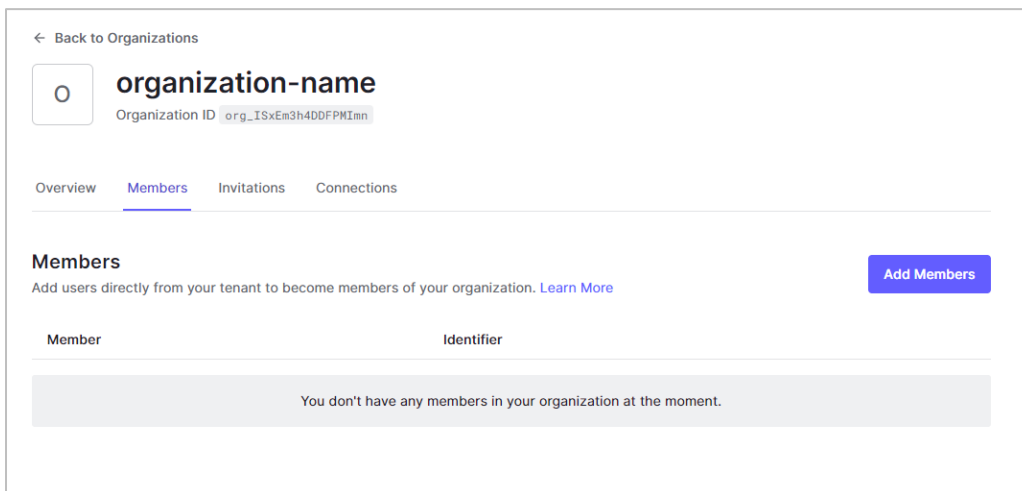 ← Back to Organizations
O
organization-name
Organization ID org_ISxEm3h4DDFPMImn
Overview Members Invitations Connections
Members
Add Members
Add users directly from your tenant to become members of your organization. Learn More
Member Identifier
You don't have any members in your organization at the moment.